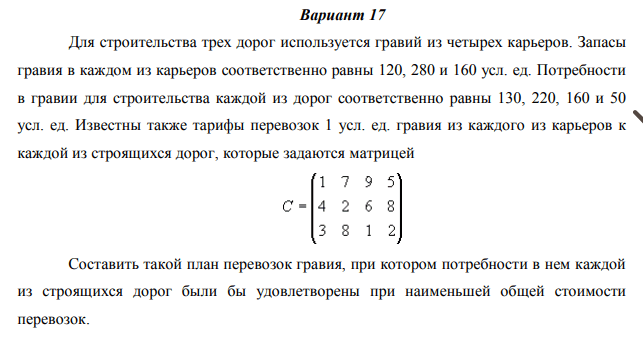 Вариант 17
Для строительства трех дорог используется гравий из четырех карьеров. Запасы
гравия в каждом из карьеров соответственно равны 120, 280 и 160 усл. ед. Потребности
в гравии для строительства каждой из дорог соответственно равны 130, 220, 160 и 50
усл. ед. Известны также тарифы перевозок 1 усл. ед. гравия из каждого из карьеров к
каждой из строящихся дорог, которые задаются матрицей
1 7 9 5
C = 4 2 6 8
3 8 1 2
Составить такой план перевозок гравия, при котором потребности в нем каждой
из строящихся дорог были бы удовлетворены при наименьшей общей стоимости
перевозок.